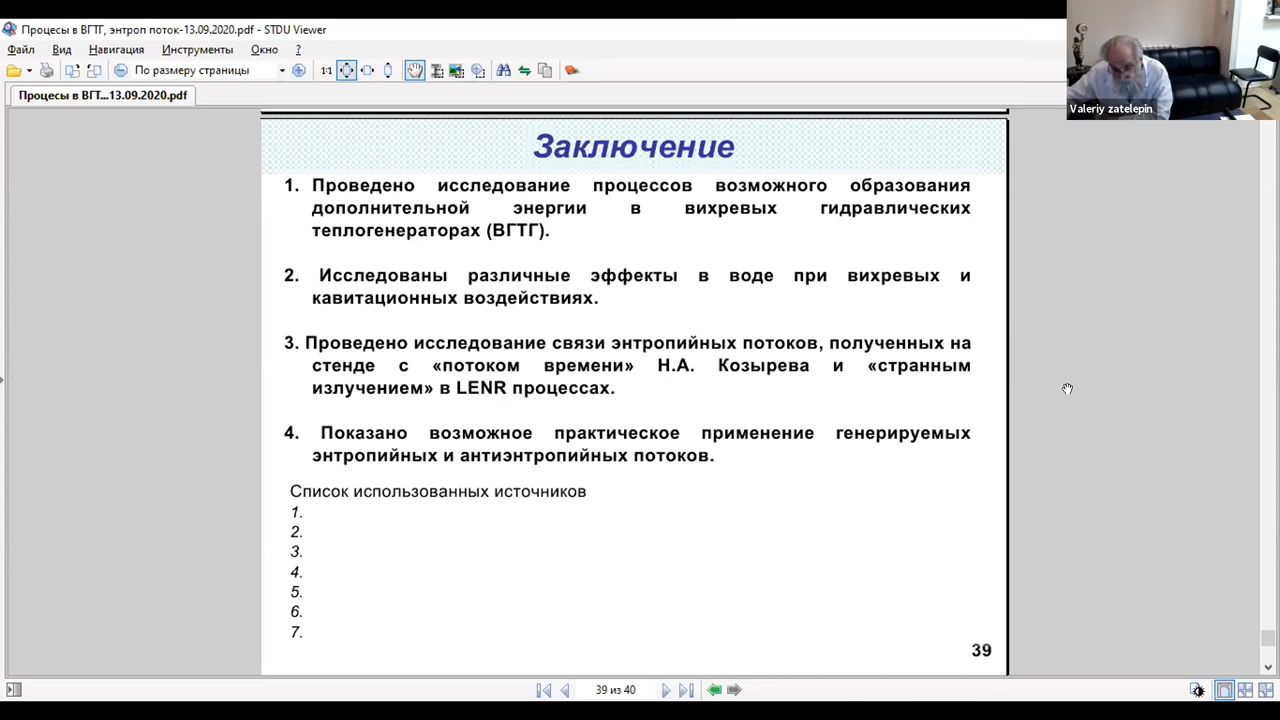 Процесы в ВГТГ, энтроп поток-13.09.2020.pdf - STDU Viewer
Файл Вид Навигация Инструменты Окно ?
По размеру страницы
1:1
Процесы в ВГТ...13.09.2020.pdf
Valeriy zatelepin
Заключение
1. Проведено исследование процессов возможного образования
дополнительной энергии в вихревых гидравлических
теплогенераторах (ВГТГ).
2. Исследованы различные эффекты в воде при вихревых и
кавитационных воздействиях.
3. Проведено исследование связи энтропийных потоков, полученных на
стенде с «потоком времени» Н.А. Козырева и «странным
излучением» в LENR процессах.
4. Показано возможное практическое применение генерируемых
энтропийных и антиэнтропийных потоков.
Список использованных источников
1.
2.
3.
4.
5.
6.
7.
39
39 из 40